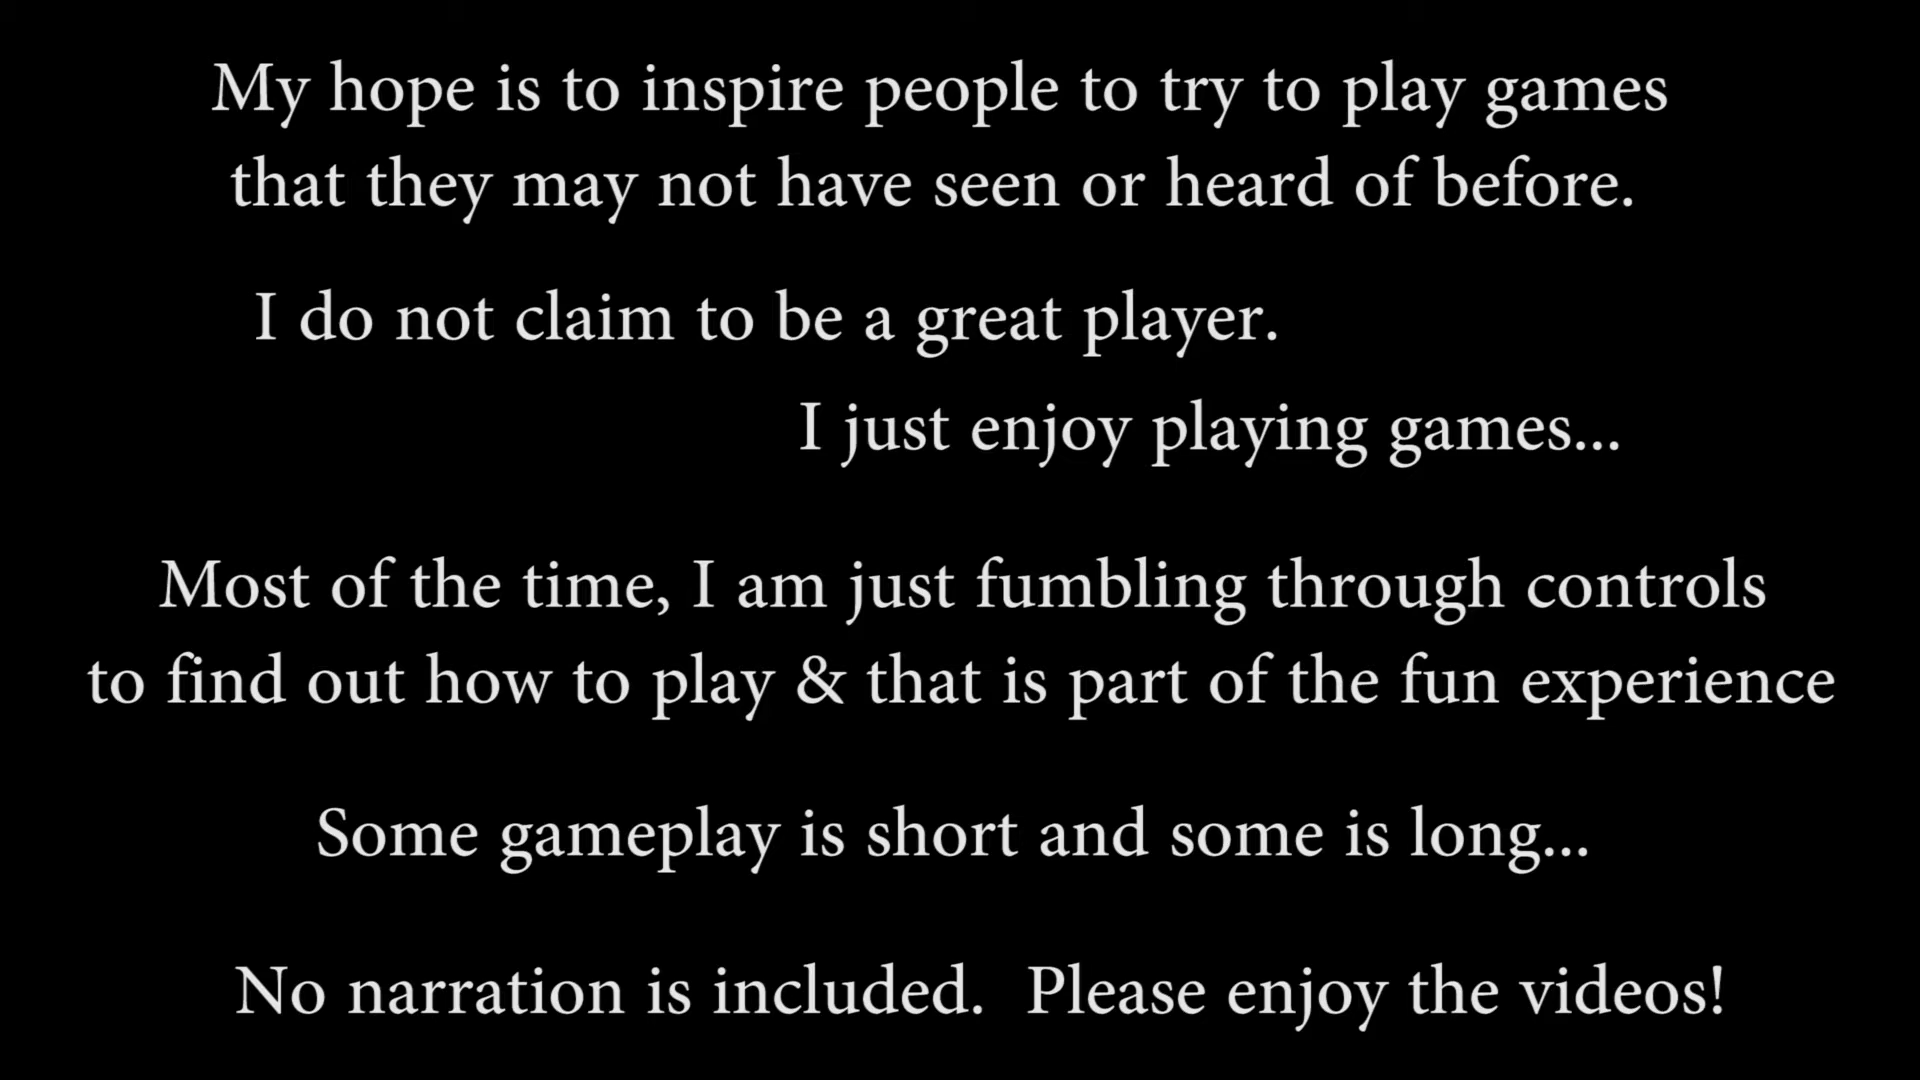 My hope is to inspire people to try to play games
that they may not have seen or heard of before.
I do not claim to be a great player.
I just enjoy playing games...
Most of the time, I am just fumbling through controls
to find out how to play & that is part of the fun experience
Some gameplay is short and some is long...
No narration is included.  Please enjoy the videos!